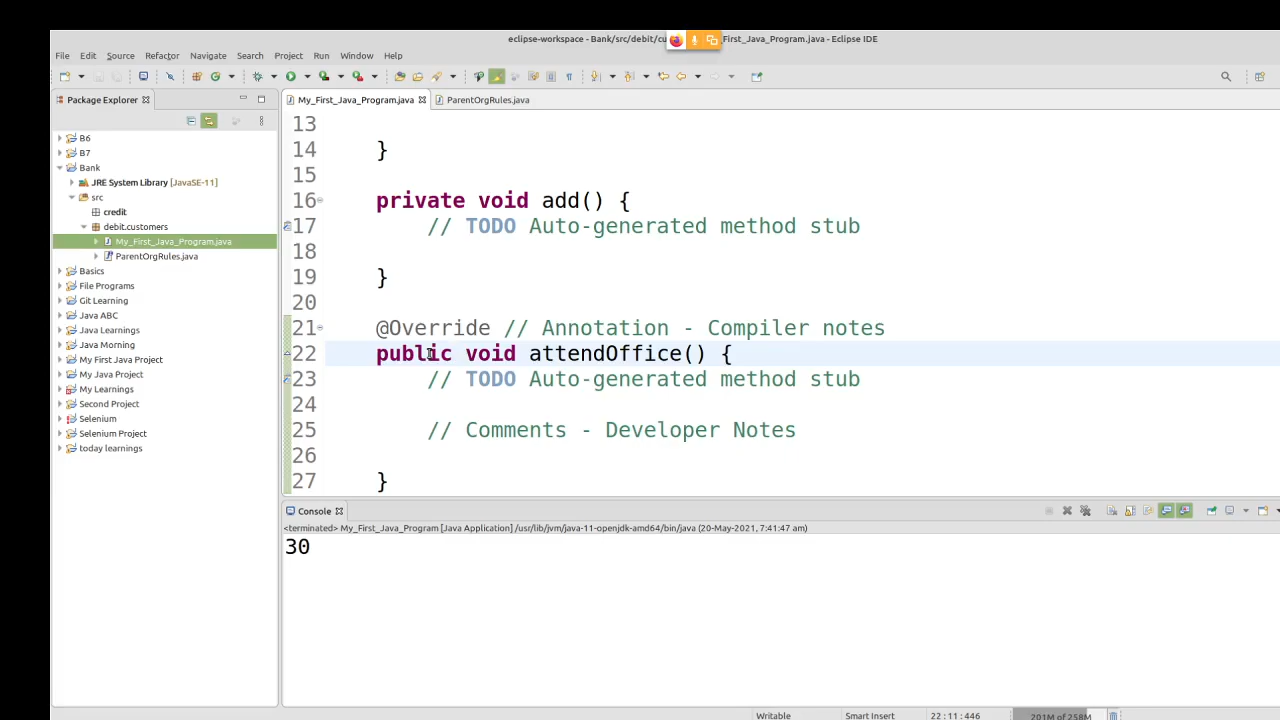 eclipse-workspace - Bank/src/debit/cu First_Java_Program.java - Eclipse IDE
File Edit Source Refactor Navigate Search Project Run Window Help
Package Explorer
My_First_Java_Program.java ParentOrgRules.java
B6
B7
Bank
JRE System Library [JavaSE-11]
src
credit
debit.customers
My_First_Java_Program.java
ParentOrgRules.java
Basics
File Programs
Git Learning
Java ABC
Java Learnings
Java Morning
My First Java Project
My Java Project
My Learnings
Second Project
Selenium
Selenium Project
today learnings
13
14 }
15
16 private void add() {
17 // TODO Auto-generated method stub
18
19 }
20
21 @Override // Annotation - Compiler notes
22 public void attendOffice() {
23 // TODO Auto-generated method stub
24
25 // Comments - Developer Notes
26
27 }
Console
<terminated> My_First_Java_Program [Java Application] /usr/lib/jvm/java-11-openjdk-amd64/bin/java (20-May-2021, 7:41:47 am)
30
Writable Smart Insert 22 : 11 : 446 201M of 258M